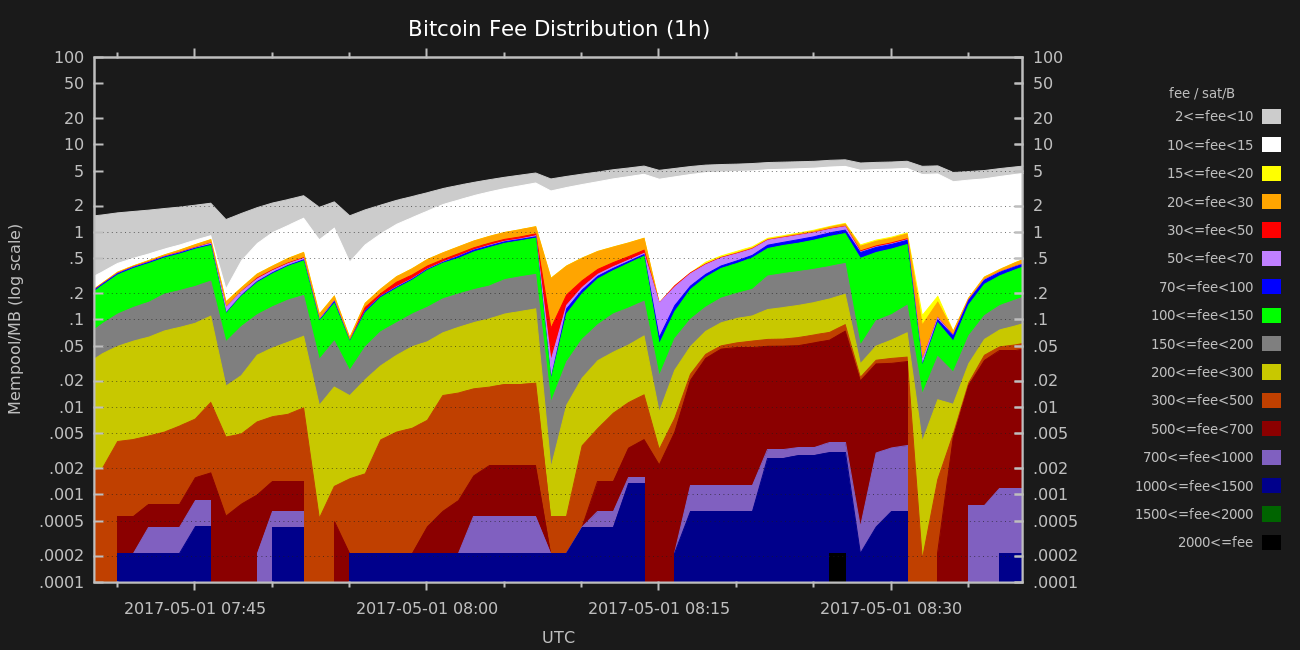 Bitcoin Fee Distribution (1h)
100 100
50 50
20 20
10 10
5 5
2 2
1 1
.5 .5
.2 .2
.1 .1
.05 .05
.02 .02
.01 .01
.005 .005
.002 .002
.001 .001
.0005 .0005
.0002 .0002
.0001 .0001
Mempool/MB (log scale)
2017-05-01 07:45 2017-05-01 08:00 2017-05-01 08:15 2017-05-01 08:30
UTC
fee / sat/B
2<=fee<10
10<=fee<15
15<=fee<20
20<=fee<30
30<=fee<50
50<=fee<70
70<=fee<100
100<=fee<150
150<=fee<200
200<=fee<300
300<=fee<500
500<=fee<700
700<=fee<1000
1000<=fee<1500
1500<=fee<2000
2000<=fee